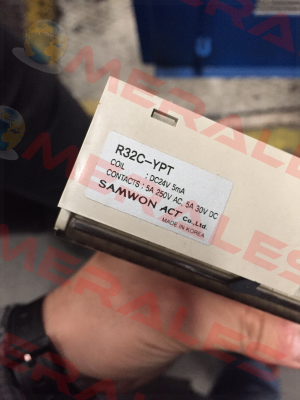 R32C-YPT
COIL : DC24V 5mA
CONTACTS : 5A 250V AC, 5A 30V DC
SAMWON ACT Co., Ltd.
MADE IN KOREA
MERALES